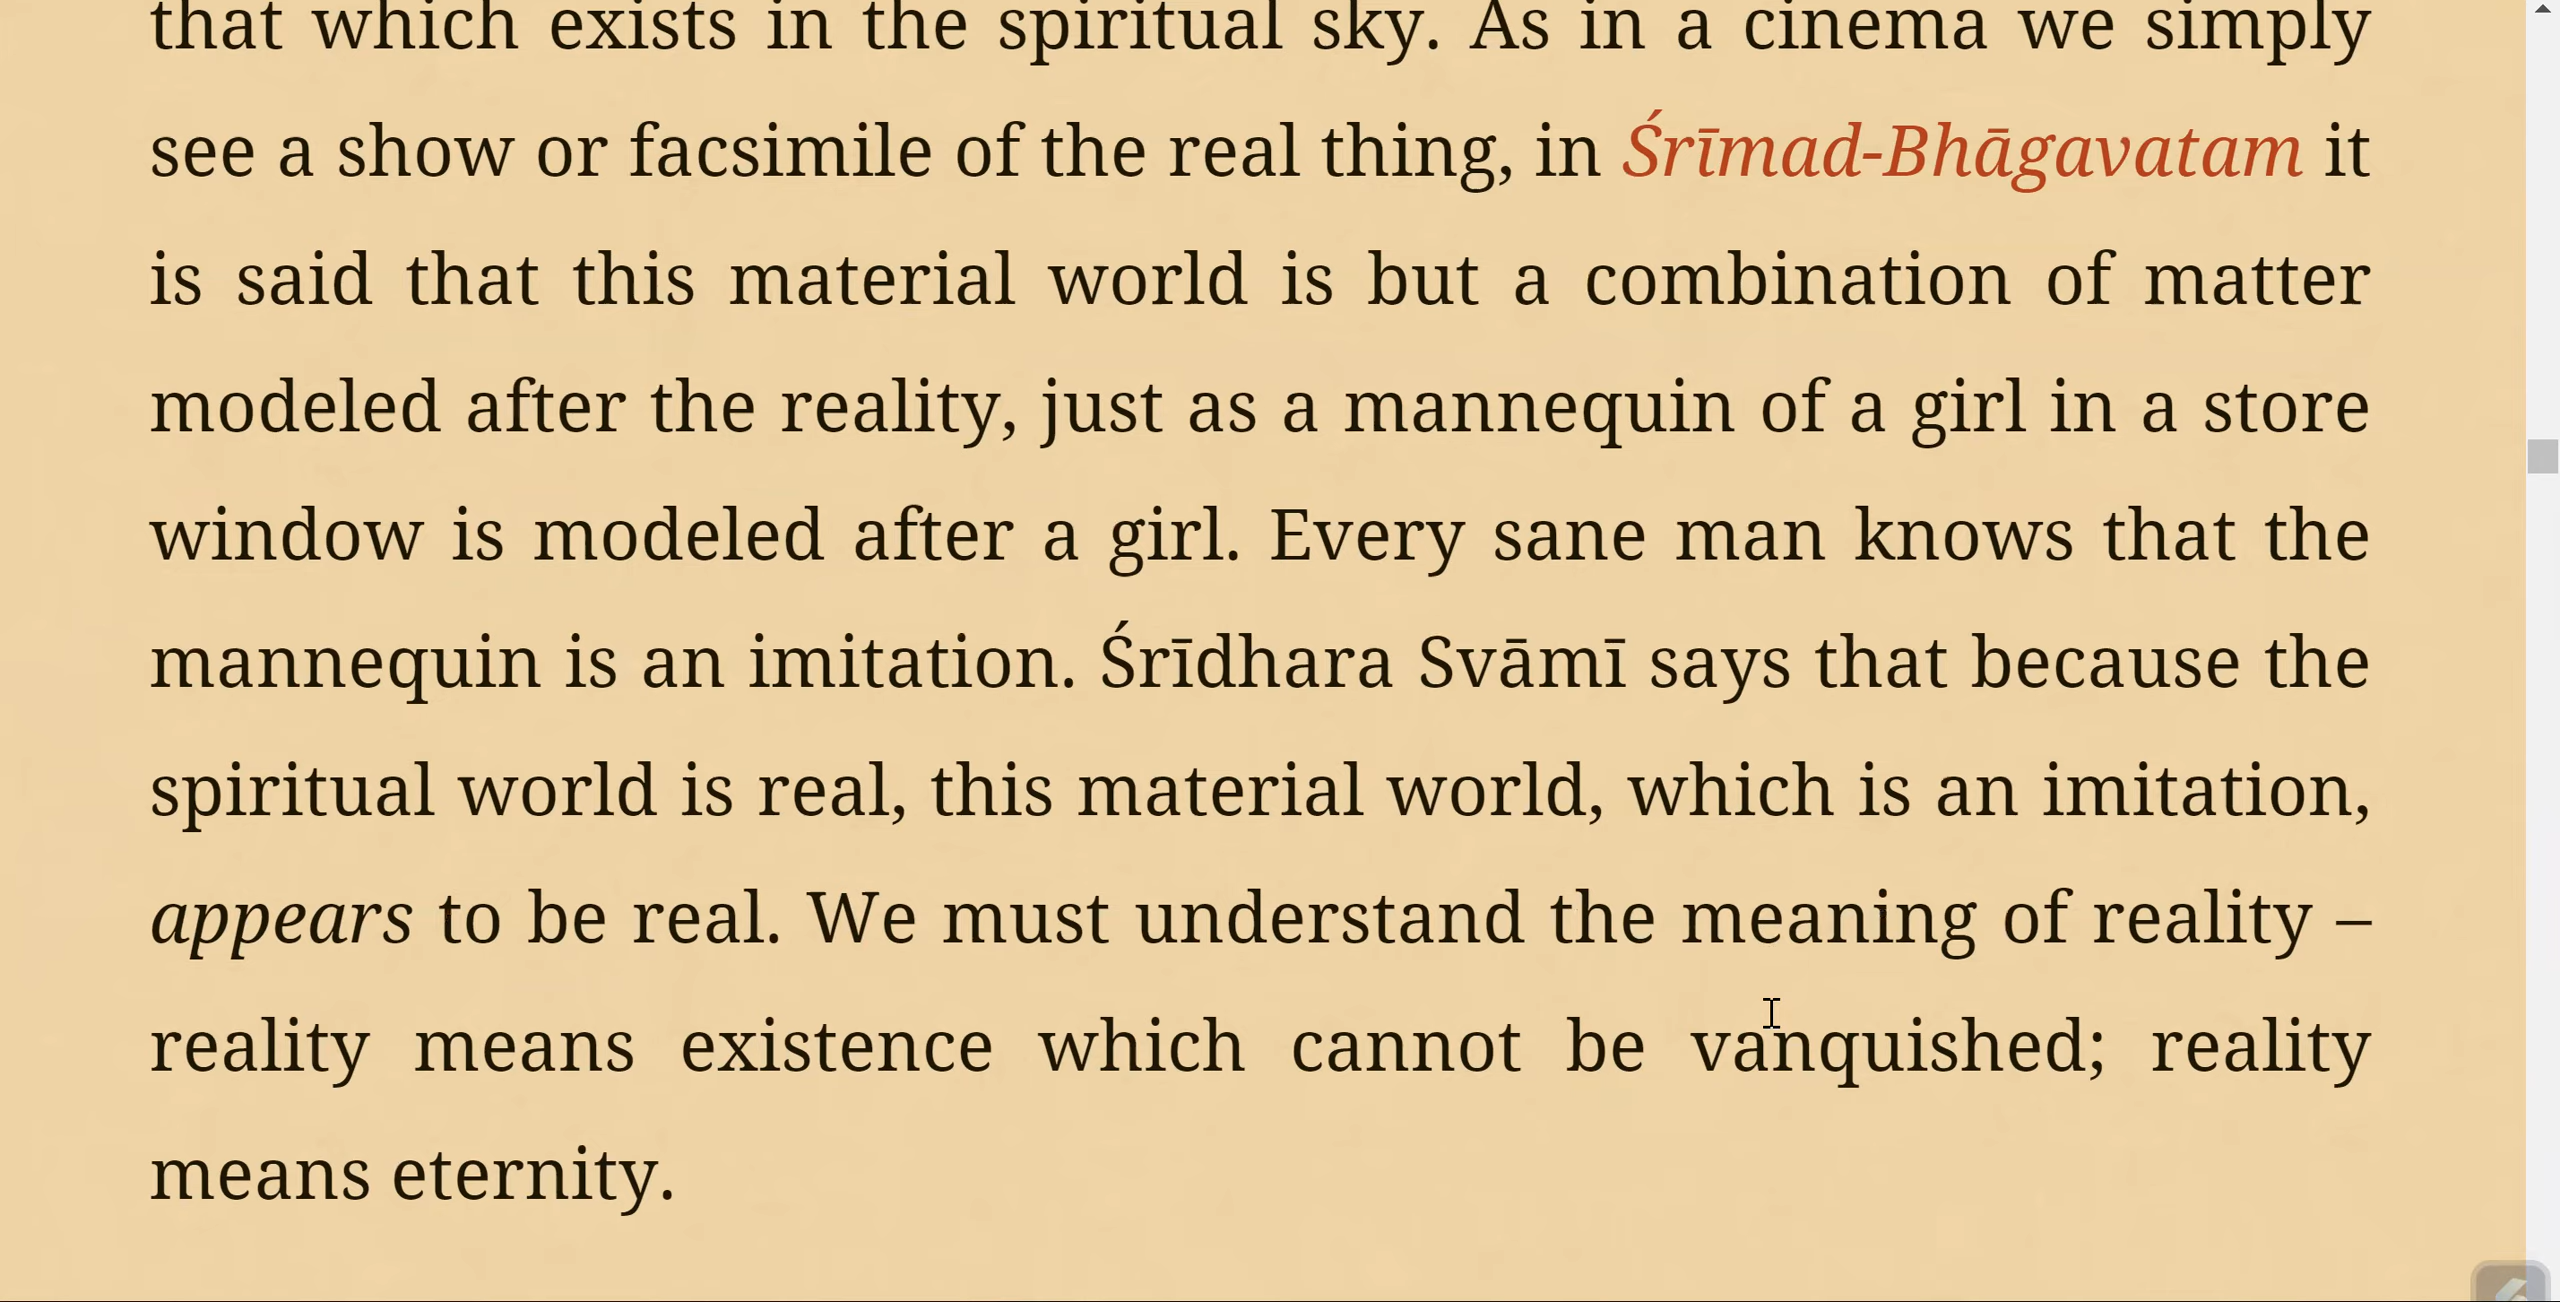 that which exists in the spiritual sky. As in a cinema we simply
see a show or facsimile of the real thing, in Śrīmad-Bhāgavatam it
is said that this material world is but a combination of matter
modeled after the reality, just as a mannequin of a girl in a store
window is modeled after a girl. Every sane man knows that the
mannequin is an imitation. Śrīdhara Svāmī says that because the
spiritual world is real, this material world, which is an imitation,
appears to be real. We must understand the meaning of reality –
reality means existence which cannot be vanquished; reality
means eternity.